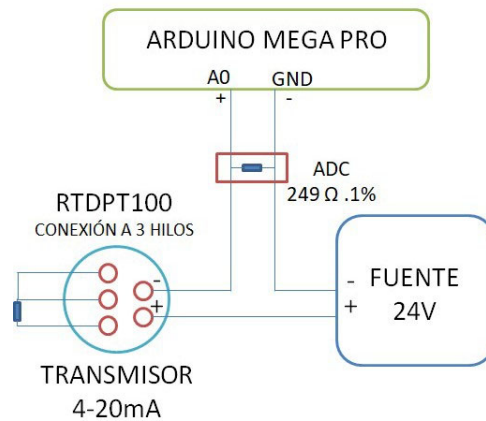 ARDUINO MEGA PRO
A0 GND
+ -
ADC
249 Ω .1%
RTDPT100
CONEXIÓN A 3 HILOS
-
+
- FUENTE
+ 24V
TRANSMISOR
4-20mA